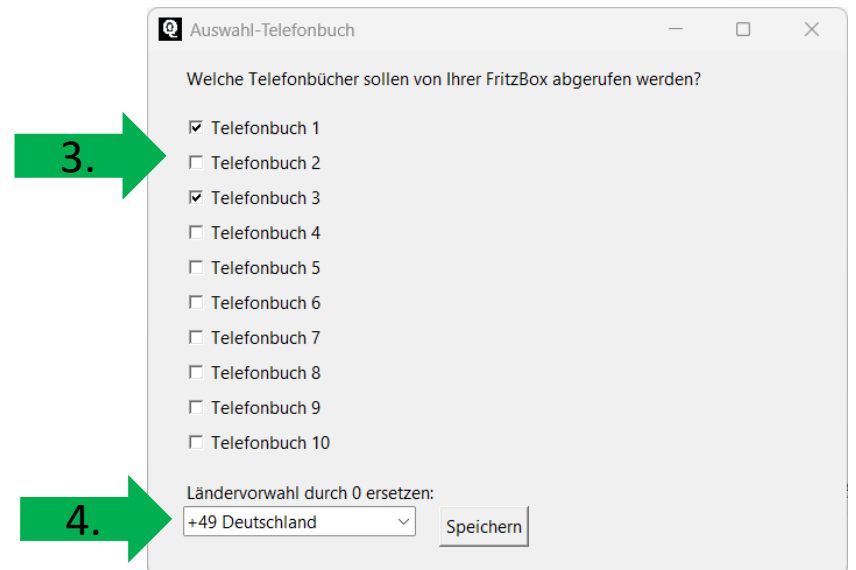 Auswahl-Telefonbuch
Welche Telefonbücher sollen von Ihrer FritzBox abgerufen werden?
Telefonbuch 1
3.
Telefonbuch 2
Telefonbuch 3
Telefonbuch 4
Telefonbuch 5
Telefonbuch 6
Telefonbuch 7
Telefonbuch 8
Telefonbuch 9
Telefonbuch 10
Ländervorwahl durch 0 ersetzen:
4.
+49 Deutschland
Speichern